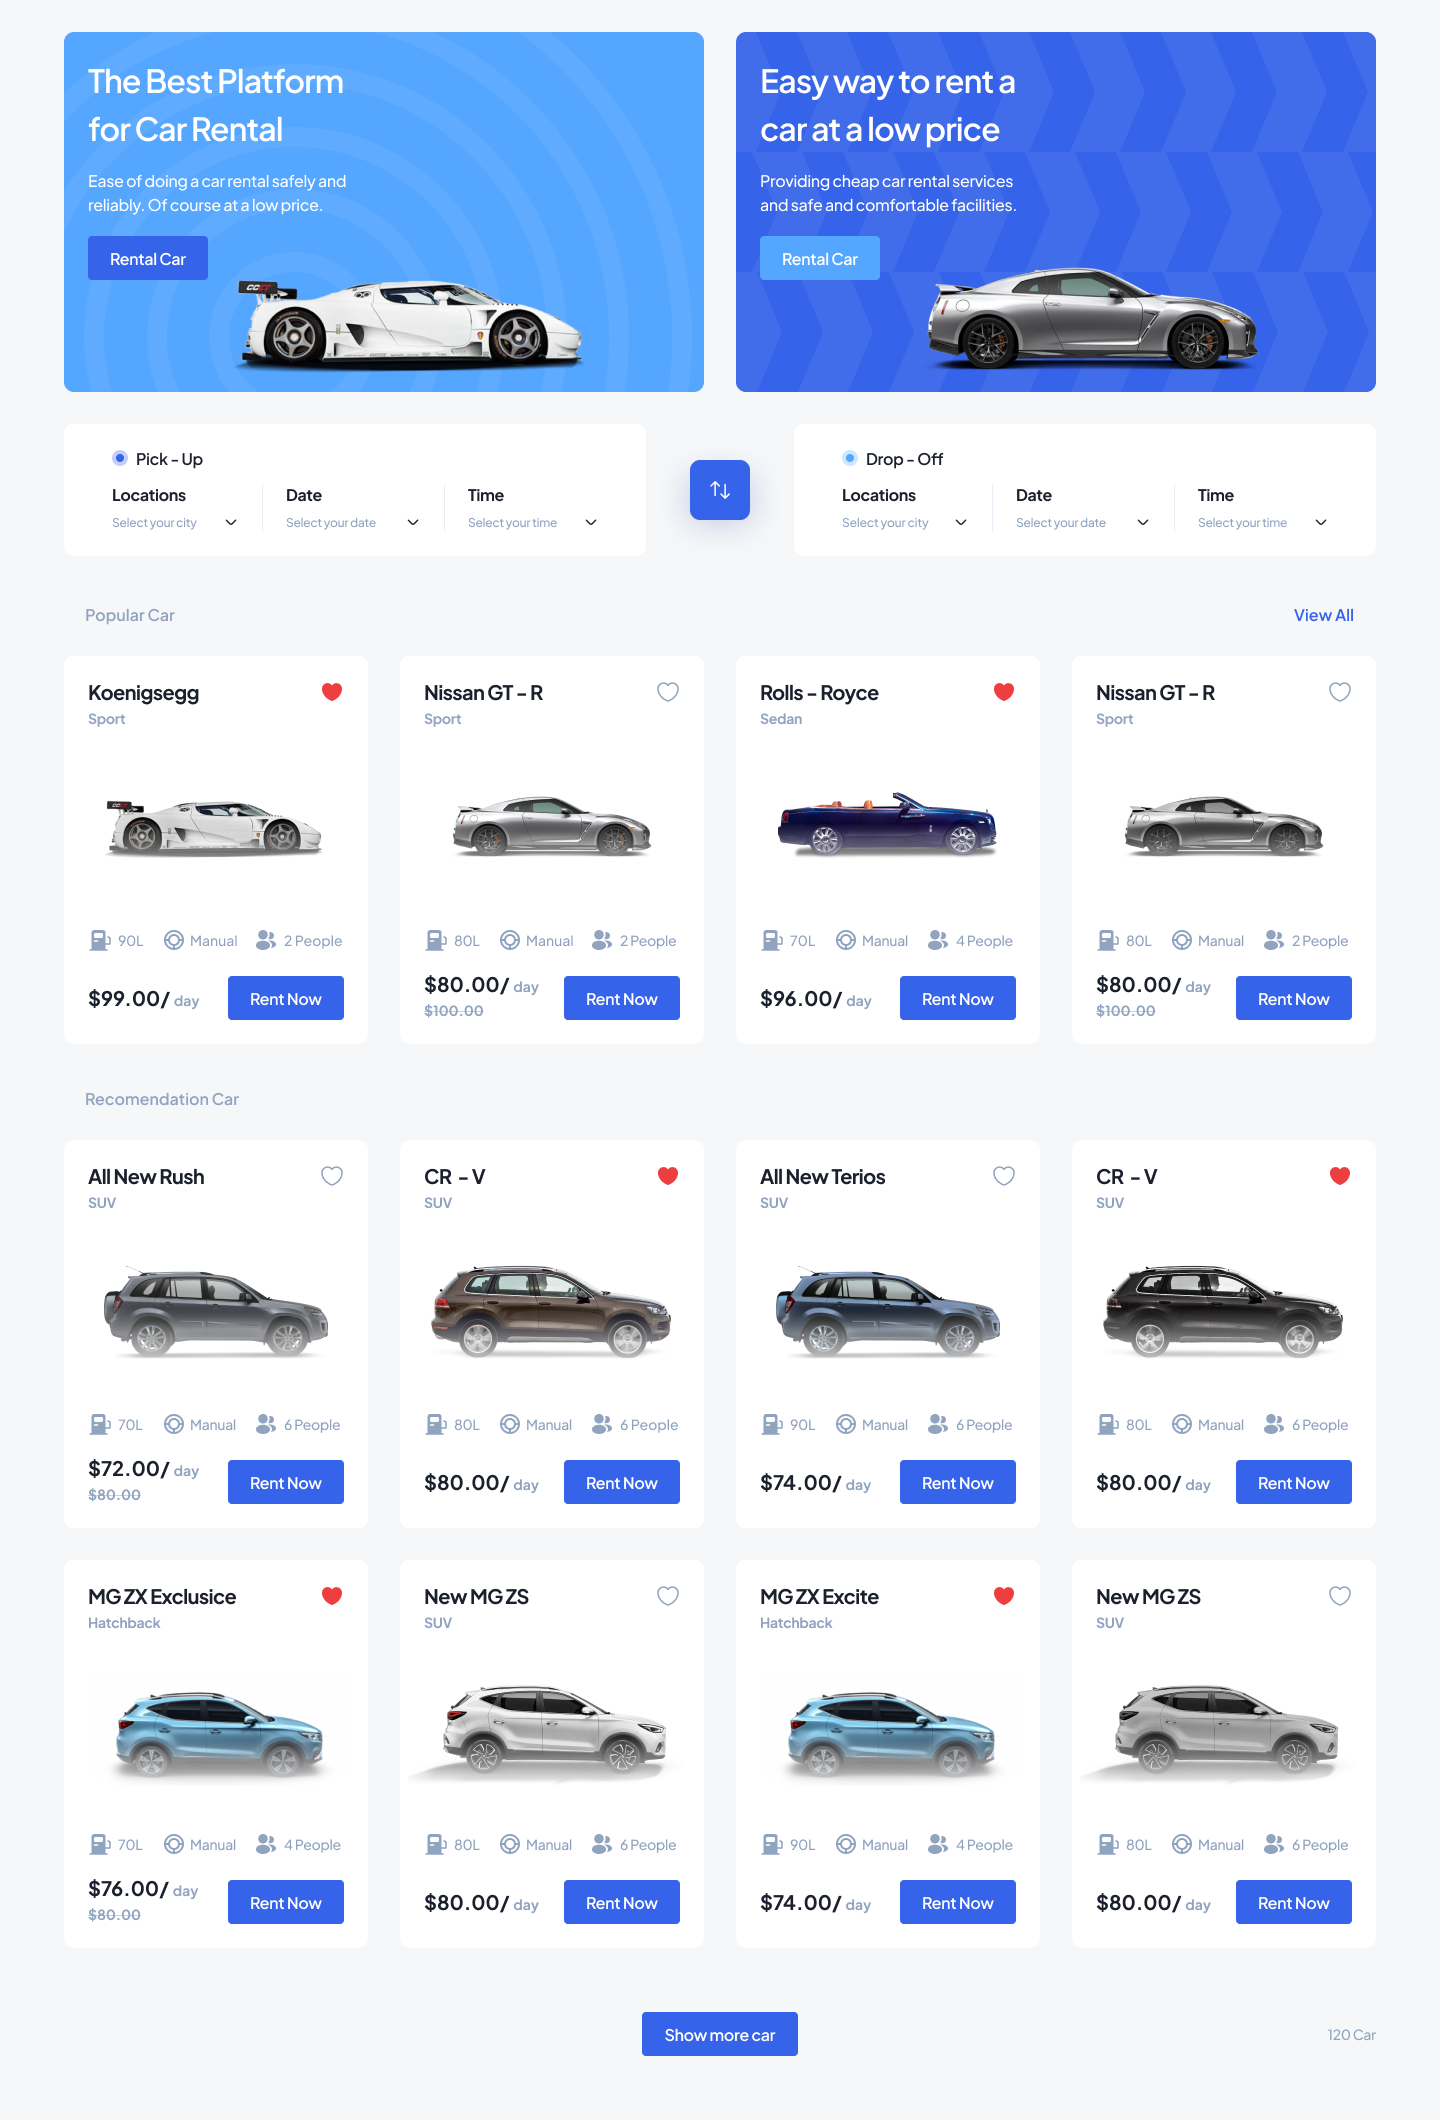 The Best Platform
for Car Rental
Ease of doing a car rental safely and
reliably. Of course at a low price.
Rental Car
Easy way to rent a
car at a low price
Providing cheap car rental services
and safe and comfortable facilities.
Rental Car
Pick - Up
Locations Date Time
Select your city Select your date Select your time
Drop - Off
Locations Date Time
Select your city Select your date Select your time
Popular Car View All
Koenigsegg
Sport
90L Manual 2 People
$99.00/ day Rent Now
Nissan GT - R
Sport
80L Manual 2 People
$80.00/ day
$100.00
Rent Now
Rolls - Royce
Sedan
70L Manual 4 People
$96.00/ day Rent Now
Nissan GT - R
Sport
80L Manual 2 People
$80.00/ day
$100.00
Rent Now
Recomendation Car
All New Rush
SUV
70L Manual 6 People
$72.00/ day
$80.00
Rent Now
CR - V
SUV
80L Manual 6 People
$80.00/ day Rent Now
All New Terios
SUV
90L Manual 6 People
$74.00/ day Rent Now
CR - V
SUV
80L Manual 6 People
$80.00/ day Rent Now
MG ZX Exclusice
Hatchback
70L Manual 4 People
$76.00/ day
$80.00
Rent Now
New MG ZS
SUV
80L Manual 6 People
$80.00/ day Rent Now
MG ZX Excite
Hatchback
90L Manual 4 People
$74.00/ day Rent Now
New MG ZS
SUV
80L Manual 6 People
$80.00/ day Rent Now
Show more car
120 Car